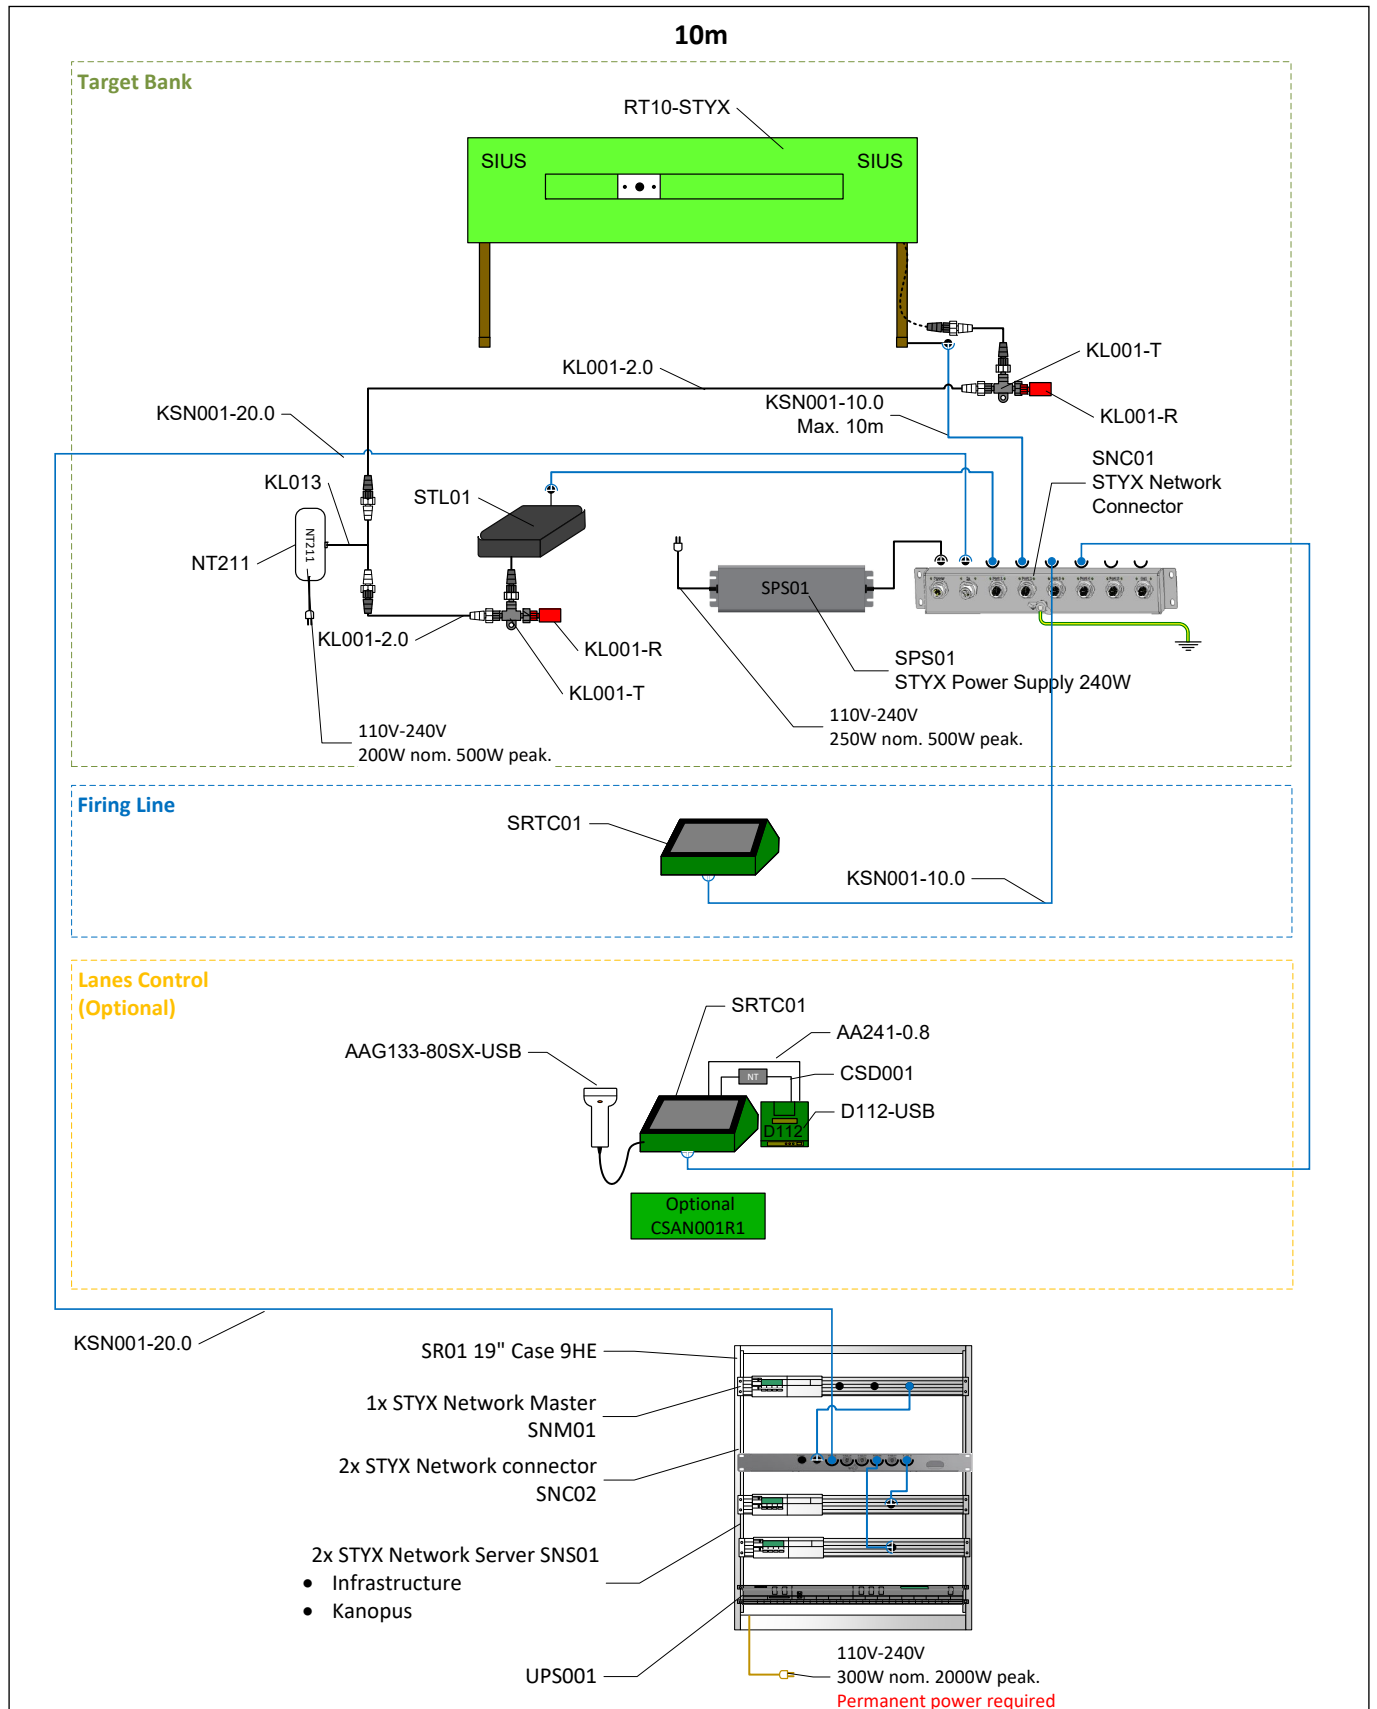 10m
Target Bank
RT10-STYX
SIUS
SIUS
KL001-T
KL001-2.0
KSN001-10.0
Max. 10m
KL001-R
KSN001-20.0
SNC01
STYX Network
Connector
KL013
STL01
NT211
NT211
SPS01
KL001-2.0
KL001-R
SPS01
STYX Power Supply 240W
KL001-T
110V-240V
200W nom. 500W peak.
110V-240V
250W nom. 500W peak.
Firing Line
SRTC01
KSN001-10.0
Lanes Control
(Optional)
SRTC01
AA241-0.8
AAG133-80SX-USB
NT
CSD001
D112-USB
D112
Optional
CSAN001R1
KSN001-20.0
SR01 19" Case 9HE
1x STYX Network Master
SNM01
2x STYX Network connector
SNC02
2x STYX Network Server SNS01
• Infrastructure
• Kanopus
UPS001
110V-240V
300W nom. 2000W peak.
Permanent power required